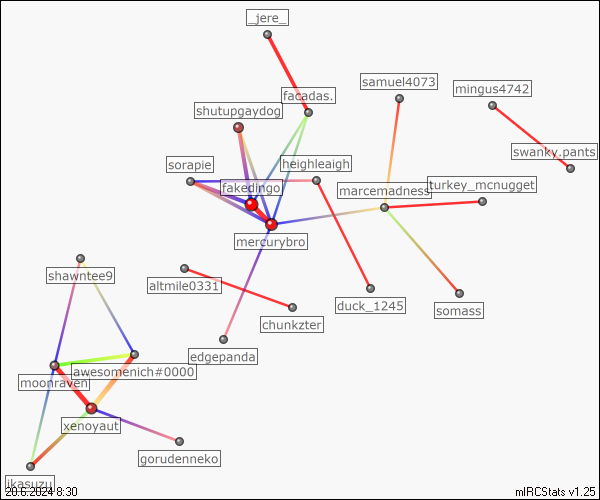 _jere_
samuel4073
mingus4742
facadas.
shutupgaydog
swanky.pants
sorapie
heighleaigh
fakedingo
marcemadness
turkey_mcnugget
mercurybro
shawntee9
altmile0331
duck_1245
somass
chunkzter
edgepanda
awesomenich#0000
moonraven
xenoyaut
gorudenneko
ikasuzu
20.6.2024 8:30
mIRCStats v1.25